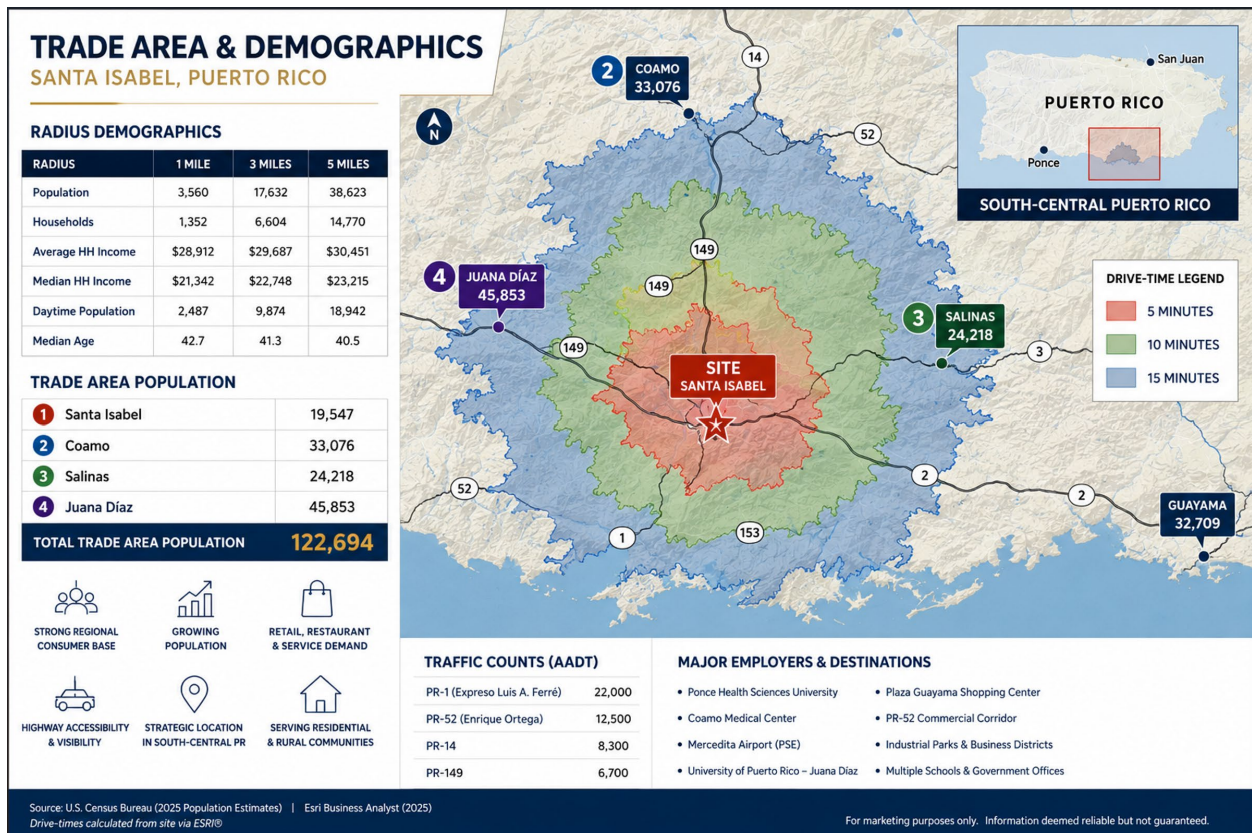 TRADE AREA & DEMOGRAPHICS
SANTA ISABEL, PUERTO RICO
RADIUS DEMOGRAPHICS
RADIUS 1 MILE 3 MILES 5 MILES
Population 3,560 17,632 38,623
Households 1,352 6,604 14,770
Average HH Income $28,912 $29,687 $30,451
Median HH Income $21,342 $22,748 $23,215
Daytime Population 2,487 9,874 18,942
Median Age 42.7 41.3 40.5
TRADE AREA POPULATION
1 Santa Isabel 19,547
2 Coamo 33,076
3 Salinas 24,218
4 Juana Díaz 45,853
TOTAL TRADE AREA POPULATION 122,694
STRONG REGIONAL
CONSUMER BASE
GROWING
POPULATION
RETAIL, RESTAURANT
& SERVICE DEMAND
HIGHWAY ACCESSIBILITY
& VISIBILITY
STRATEGIC LOCATION
IN SOUTH-CENTRAL PR
SERVING RESIDENTIAL
& RURAL COMMUNITIES
N
2
COAMO
33,076
14
52
149
149
4
JUANA DÍAZ
45,853
149
3
SALINAS
24,218
3
SITE
SANTA ISABEL
2
2
52
1
153
GUAYAMA
32,709
San Juan
PUERTO RICO
Ponce
SOUTH-CENTRAL PUERTO RICO
DRIVE-TIME LEGEND
5 MINUTES
10 MINUTES
15 MINUTES
TRAFFIC COUNTS (AADT)
PR-1 (Expreso Luis A. Ferré) 22,000
PR-52 (Enrique Ortega) 12,500
PR-14 8,300
PR-149 6,700
MAJOR EMPLOYERS & DESTINATIONS
• Ponce Health Sciences University
• Coamo Medical Center
• Mercedita Airport (PSE)
• University of Puerto Rico – Juana Díaz
• Plaza Guayama Shopping Center
• PR-52 Commercial Corridor
• Industrial Parks & Business Districts
• Multiple Schools & Government Offices
Source: U.S. Census Bureau (2025 Population Estimates) | Esri Business Analyst (2025)
Drive-times calculated from site via ESRI®
For marketing purposes only. Information deemed reliable but not guaranteed.